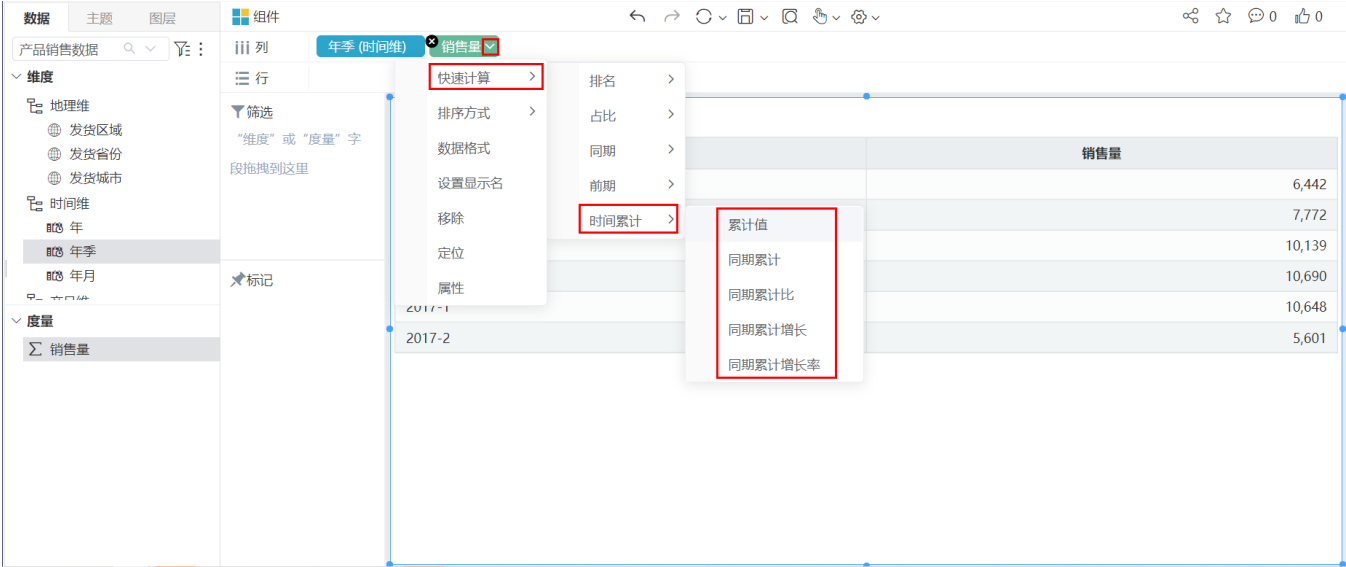 数据 主题 图层
组件
0 0
产品销售数据
列
年季 (时间维)
销售量
维度
行
地理维
发货区域
发货省份
发货城市
时间维
年
年季
年月
度量
销售量
筛选
“维度”或“度量”字
段拖拽到这里
标记
快速计算
排序方式
数据格式
设置显示名
移除
定位
属性
排名
占比
同期
前期
时间累计
累计值
同期累计
同期累计比
同期累计增长
同期累计增长率
销售量
6,442
7,772
10,139
10,690
2017-1 10,648
2017-2 5,601